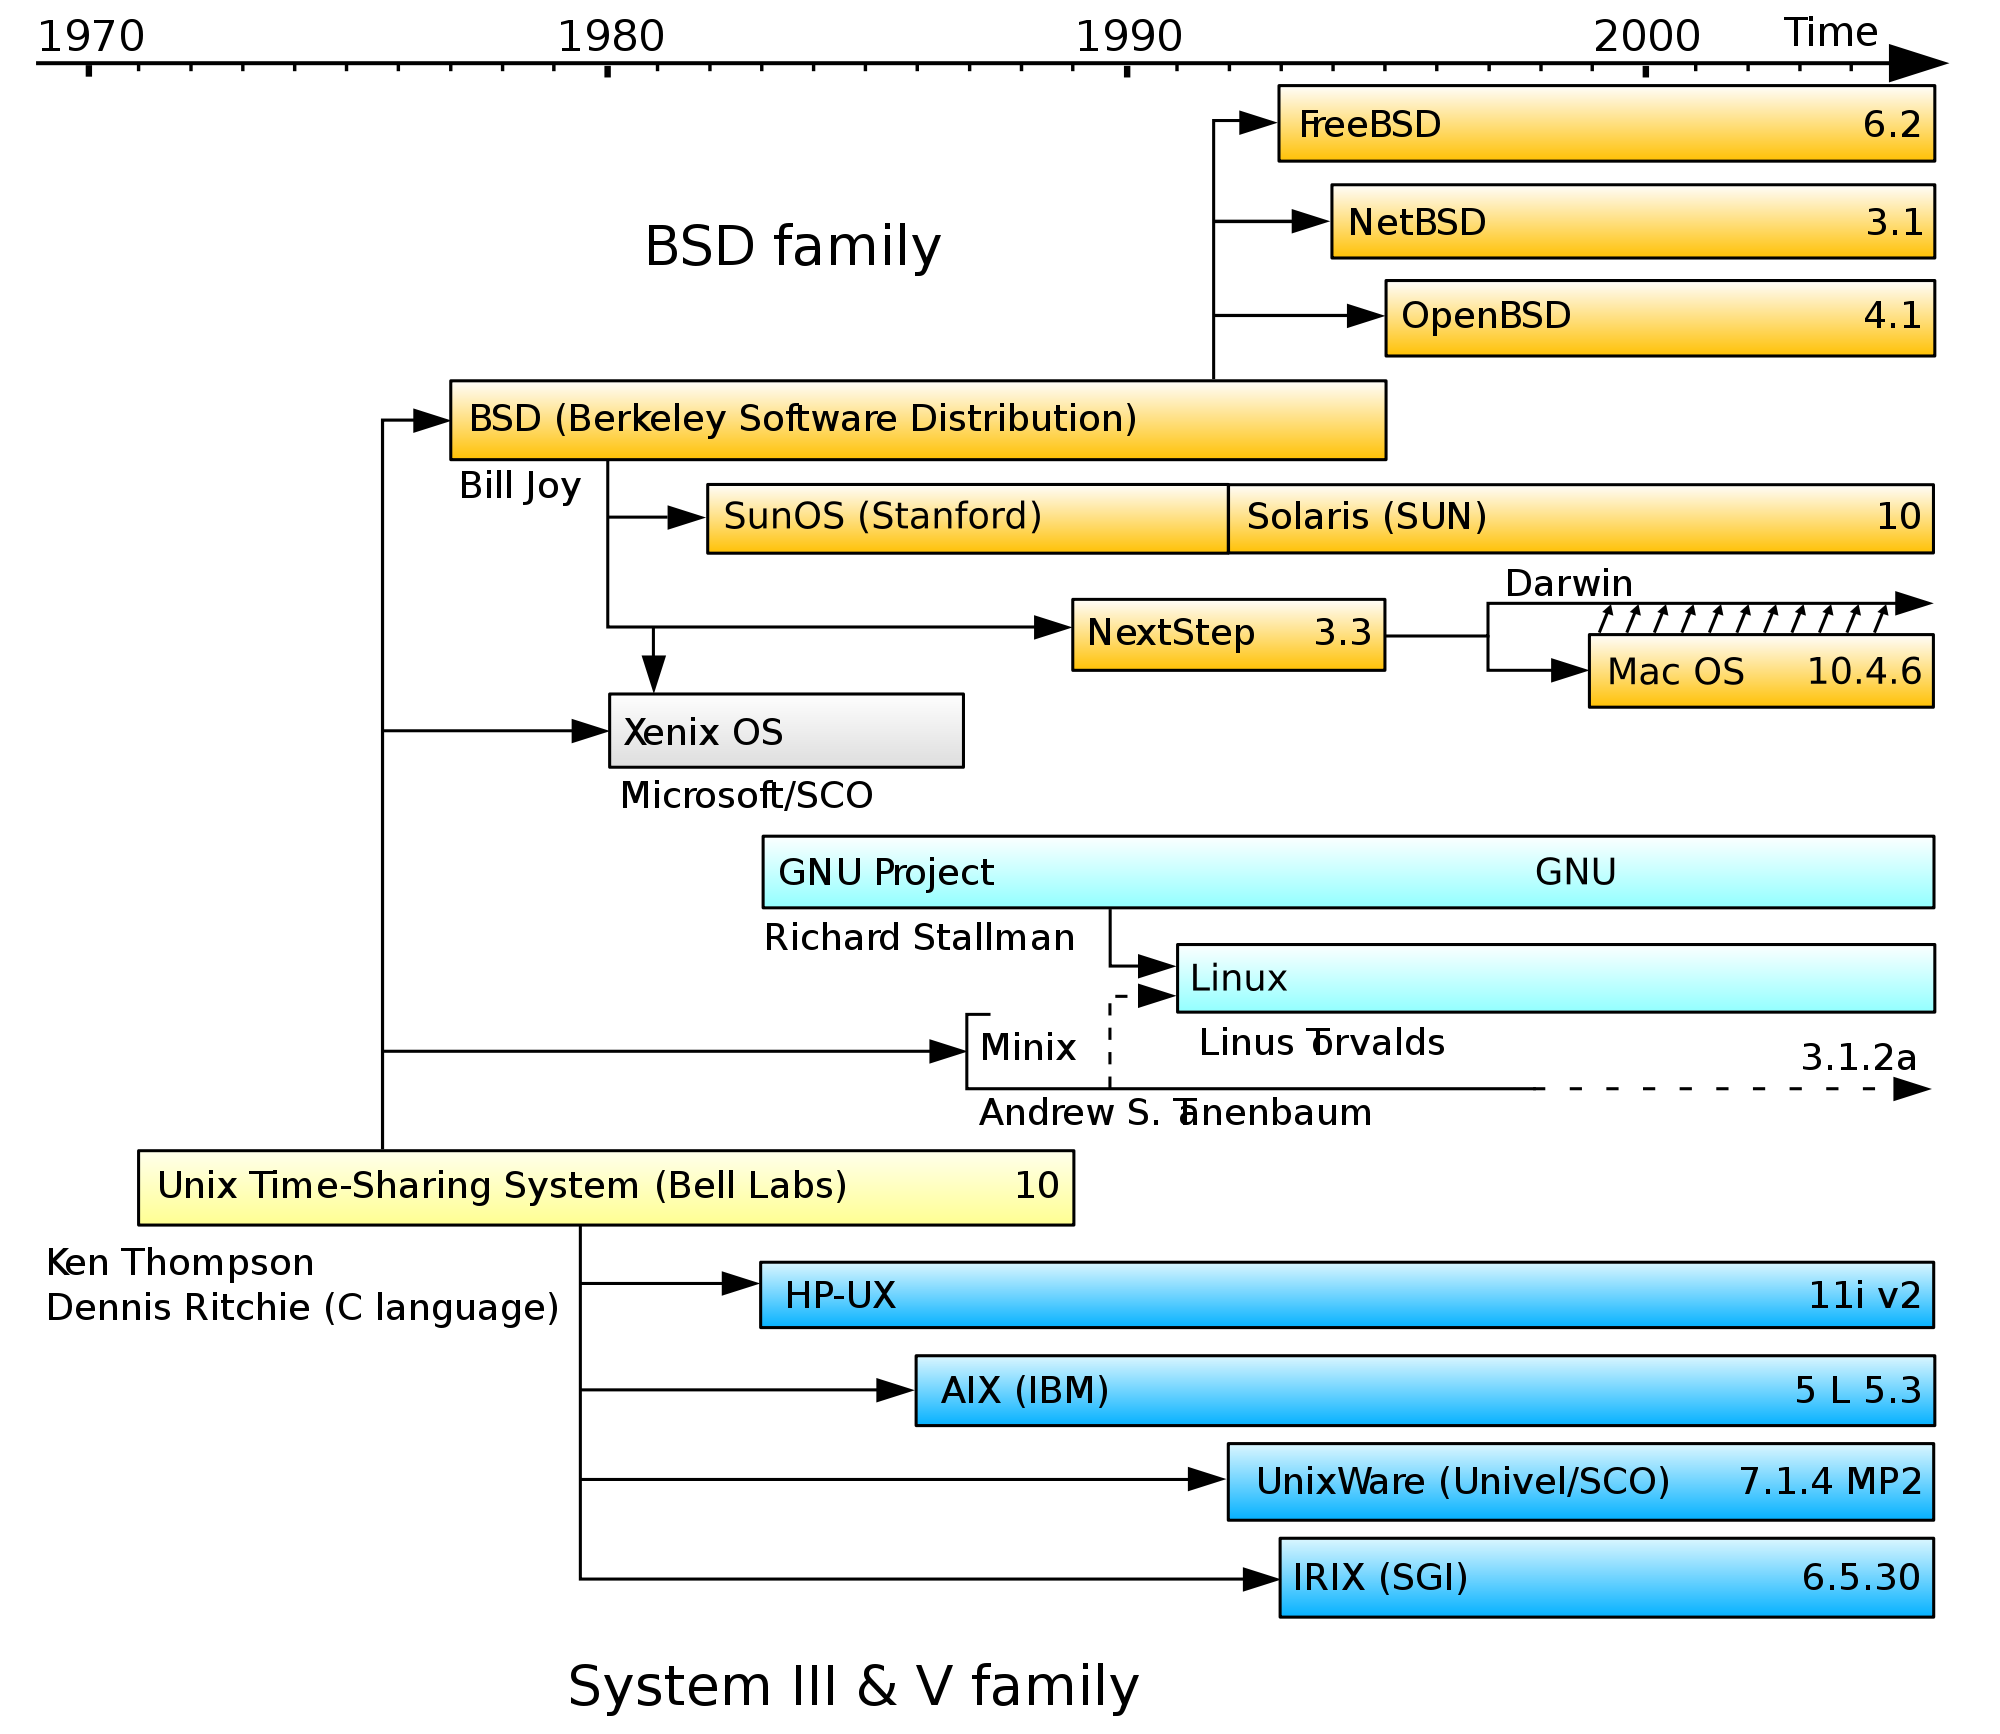 1970 1980 1990 2000 Time
FreeBSD 6.2
NetBSD 3.1
BSD family
OpenBSD 4.1
BSD (Berkeley Software Distribution)
Bill Joy
SunOS (Stanford) Solaris (SUN) 10
Darwin
NextStep 3.3
Mac OS 10.4.6
Xenix OS
Microsoft/SCO
GNU Project GNU
Richard Stallman
Linux
Linus Torvalds
Minix
3.1.2a
Andrew S. Tanenbaum
Unix Time-Sharing System (Bell Labs) 10
Ken Thompson
Dennis Ritchie (C language)
HP-UX 11i v2
AIX (IBM) 5 L 5.3
UnixWare (Univel/SCO) 7.1.4 MP2
IRIX (SGI) 6.5.30
System III & V family